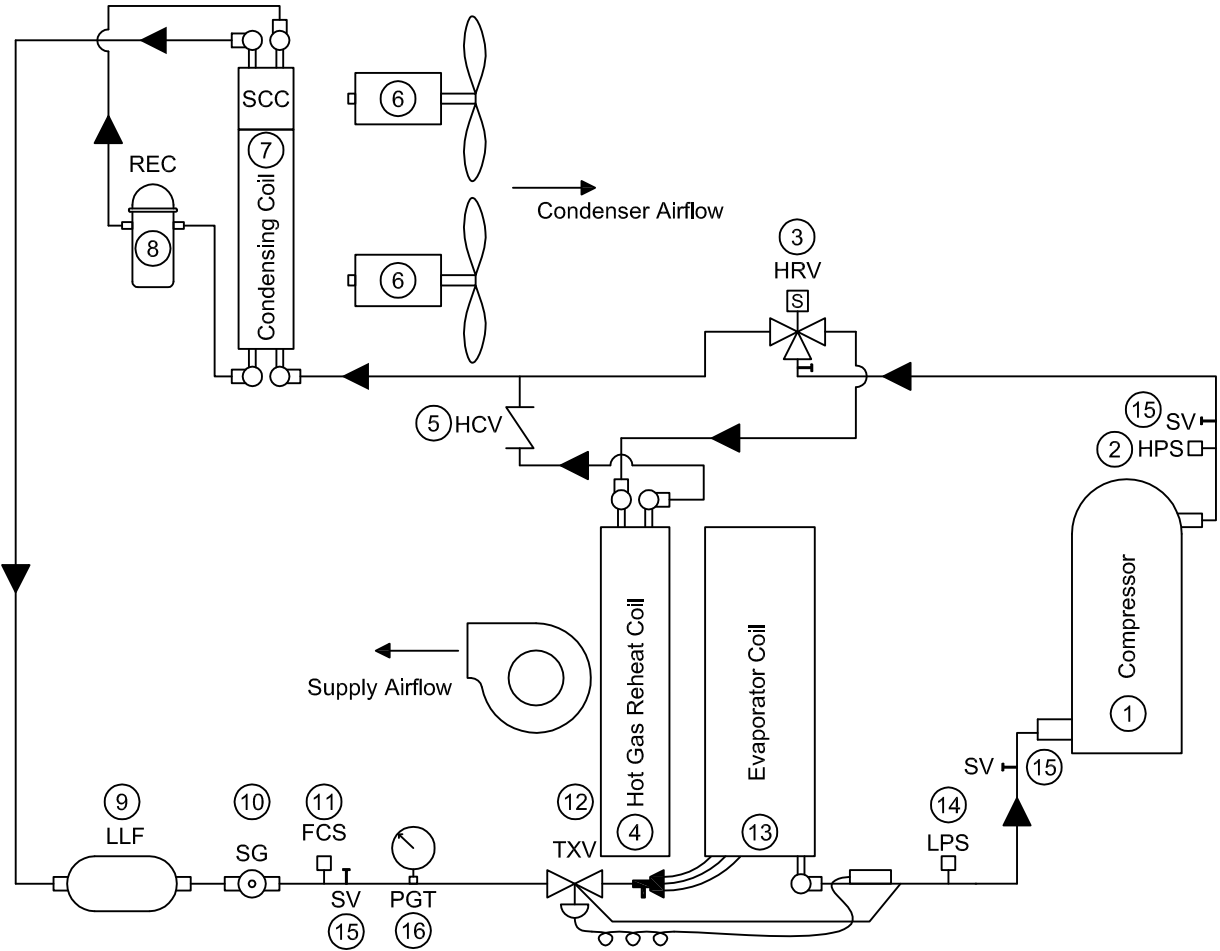 SCC
7
Condensing Coil
REC
8
6
Condenser Airflow
6
3
HRV
S
15
SV
2
HPS
5
HCV
Compressor
1
Hot Gas Reheat Coil
4
Evaporator Coil
13
Supply Airflow
SV
15
9
LLF
10
SG
11
FCS
SV
15
PGT
16
12
TXV
14
LPS